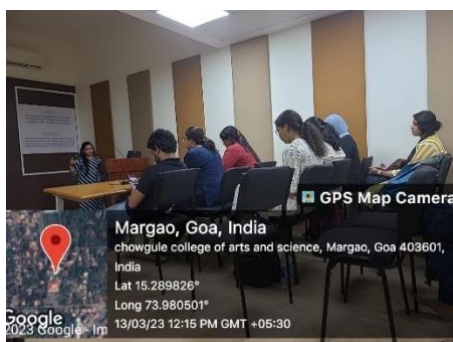 GPS Map Camera
Margao, Goa, India
chowgule college of arts and science, Margao, Goa 403601,
India
Lat 15.289826°
Long 73.980501°
13/03/23 12:15 PM GMT +05:30
Google
2023 Google - Im